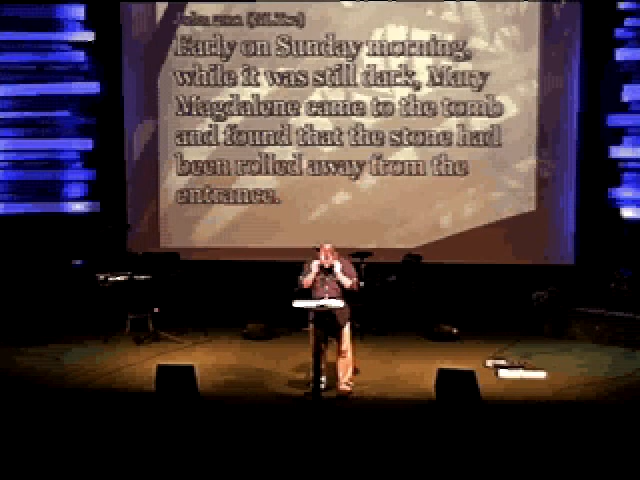 Early on Sunday morning,
while it was still dark, Mary
Magdalene came to the tomb
and found that the stone had
been rolled away from the
entrance.